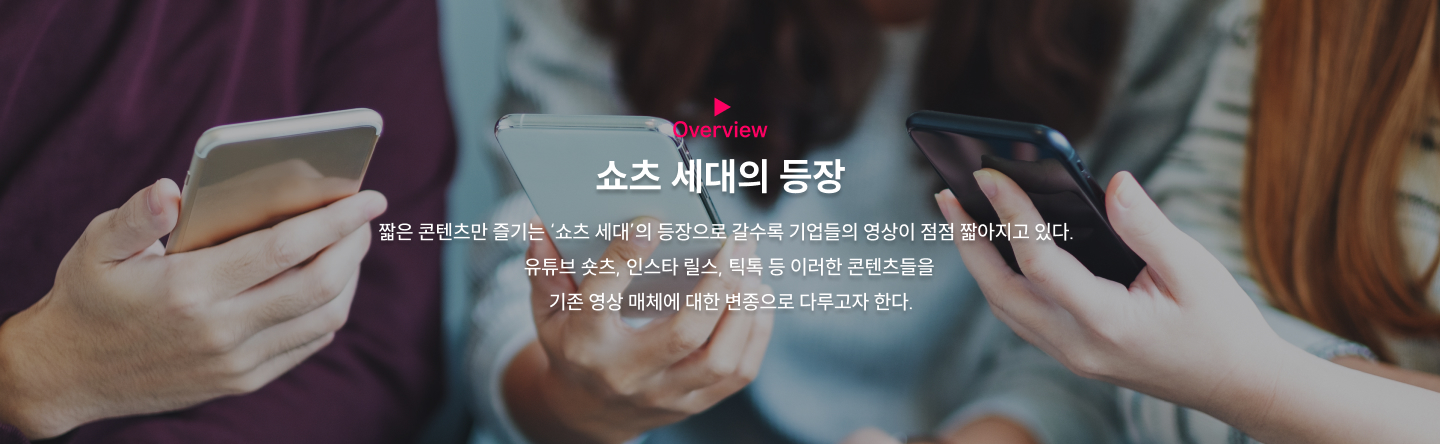 Overview
쇼츠 세대의 등장
짧은 콘텐츠만 즐기는 ‘쇼츠 세대’의 등장으로 갈수록 기업들의 영상이 점점 짧아지고 있다.
유튜브 숏츠, 인스타 릴스, 틱톡 등 이러한 콘텐츠들을
기존 영상 매체에 대한 변종으로 다루고자 한다.